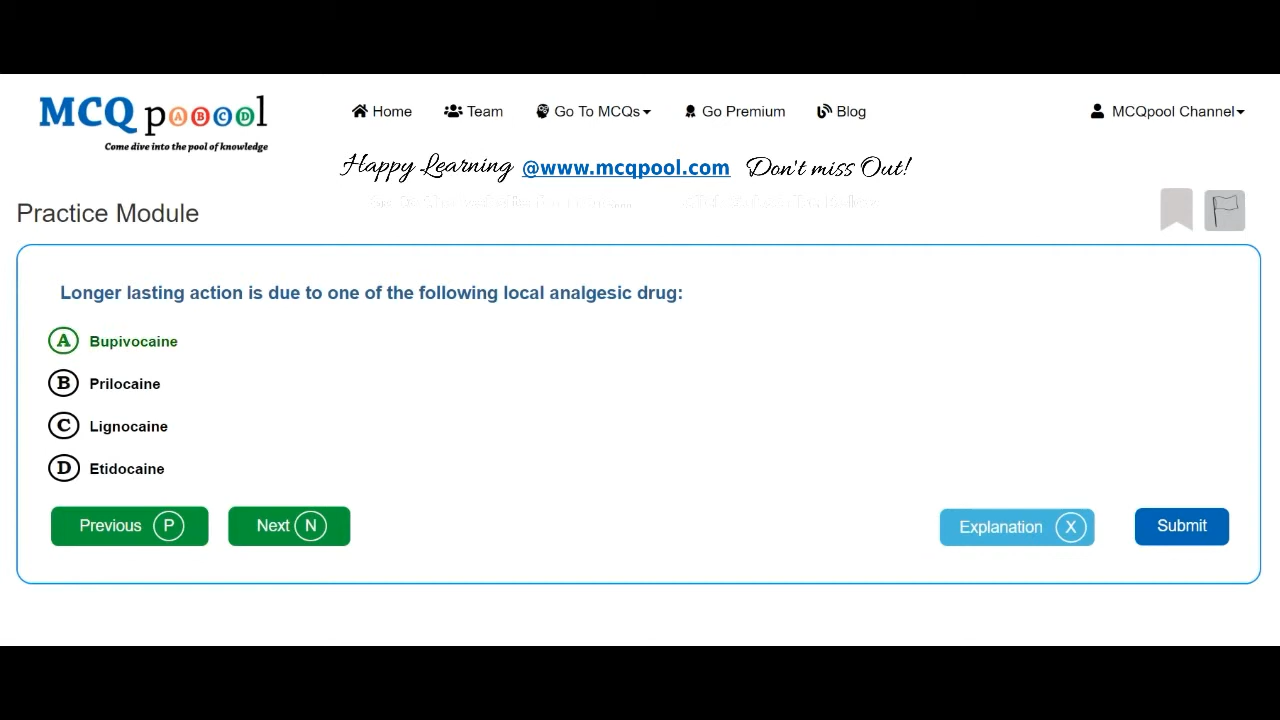 MCQ pABCDl
Come dive into the pool of knowledge
Home Team Go To MCQs Go Premium Blog MCQpool Channel
Happy Learning @www.mcqpool.com Don't miss Out!
Practice Module
Longer lasting action is due to one of the following local analgesic drug:
A Bupivocaine
B Prilocaine
C Lignocaine
D Etidocaine
Previous P Next N Explanation X Submit